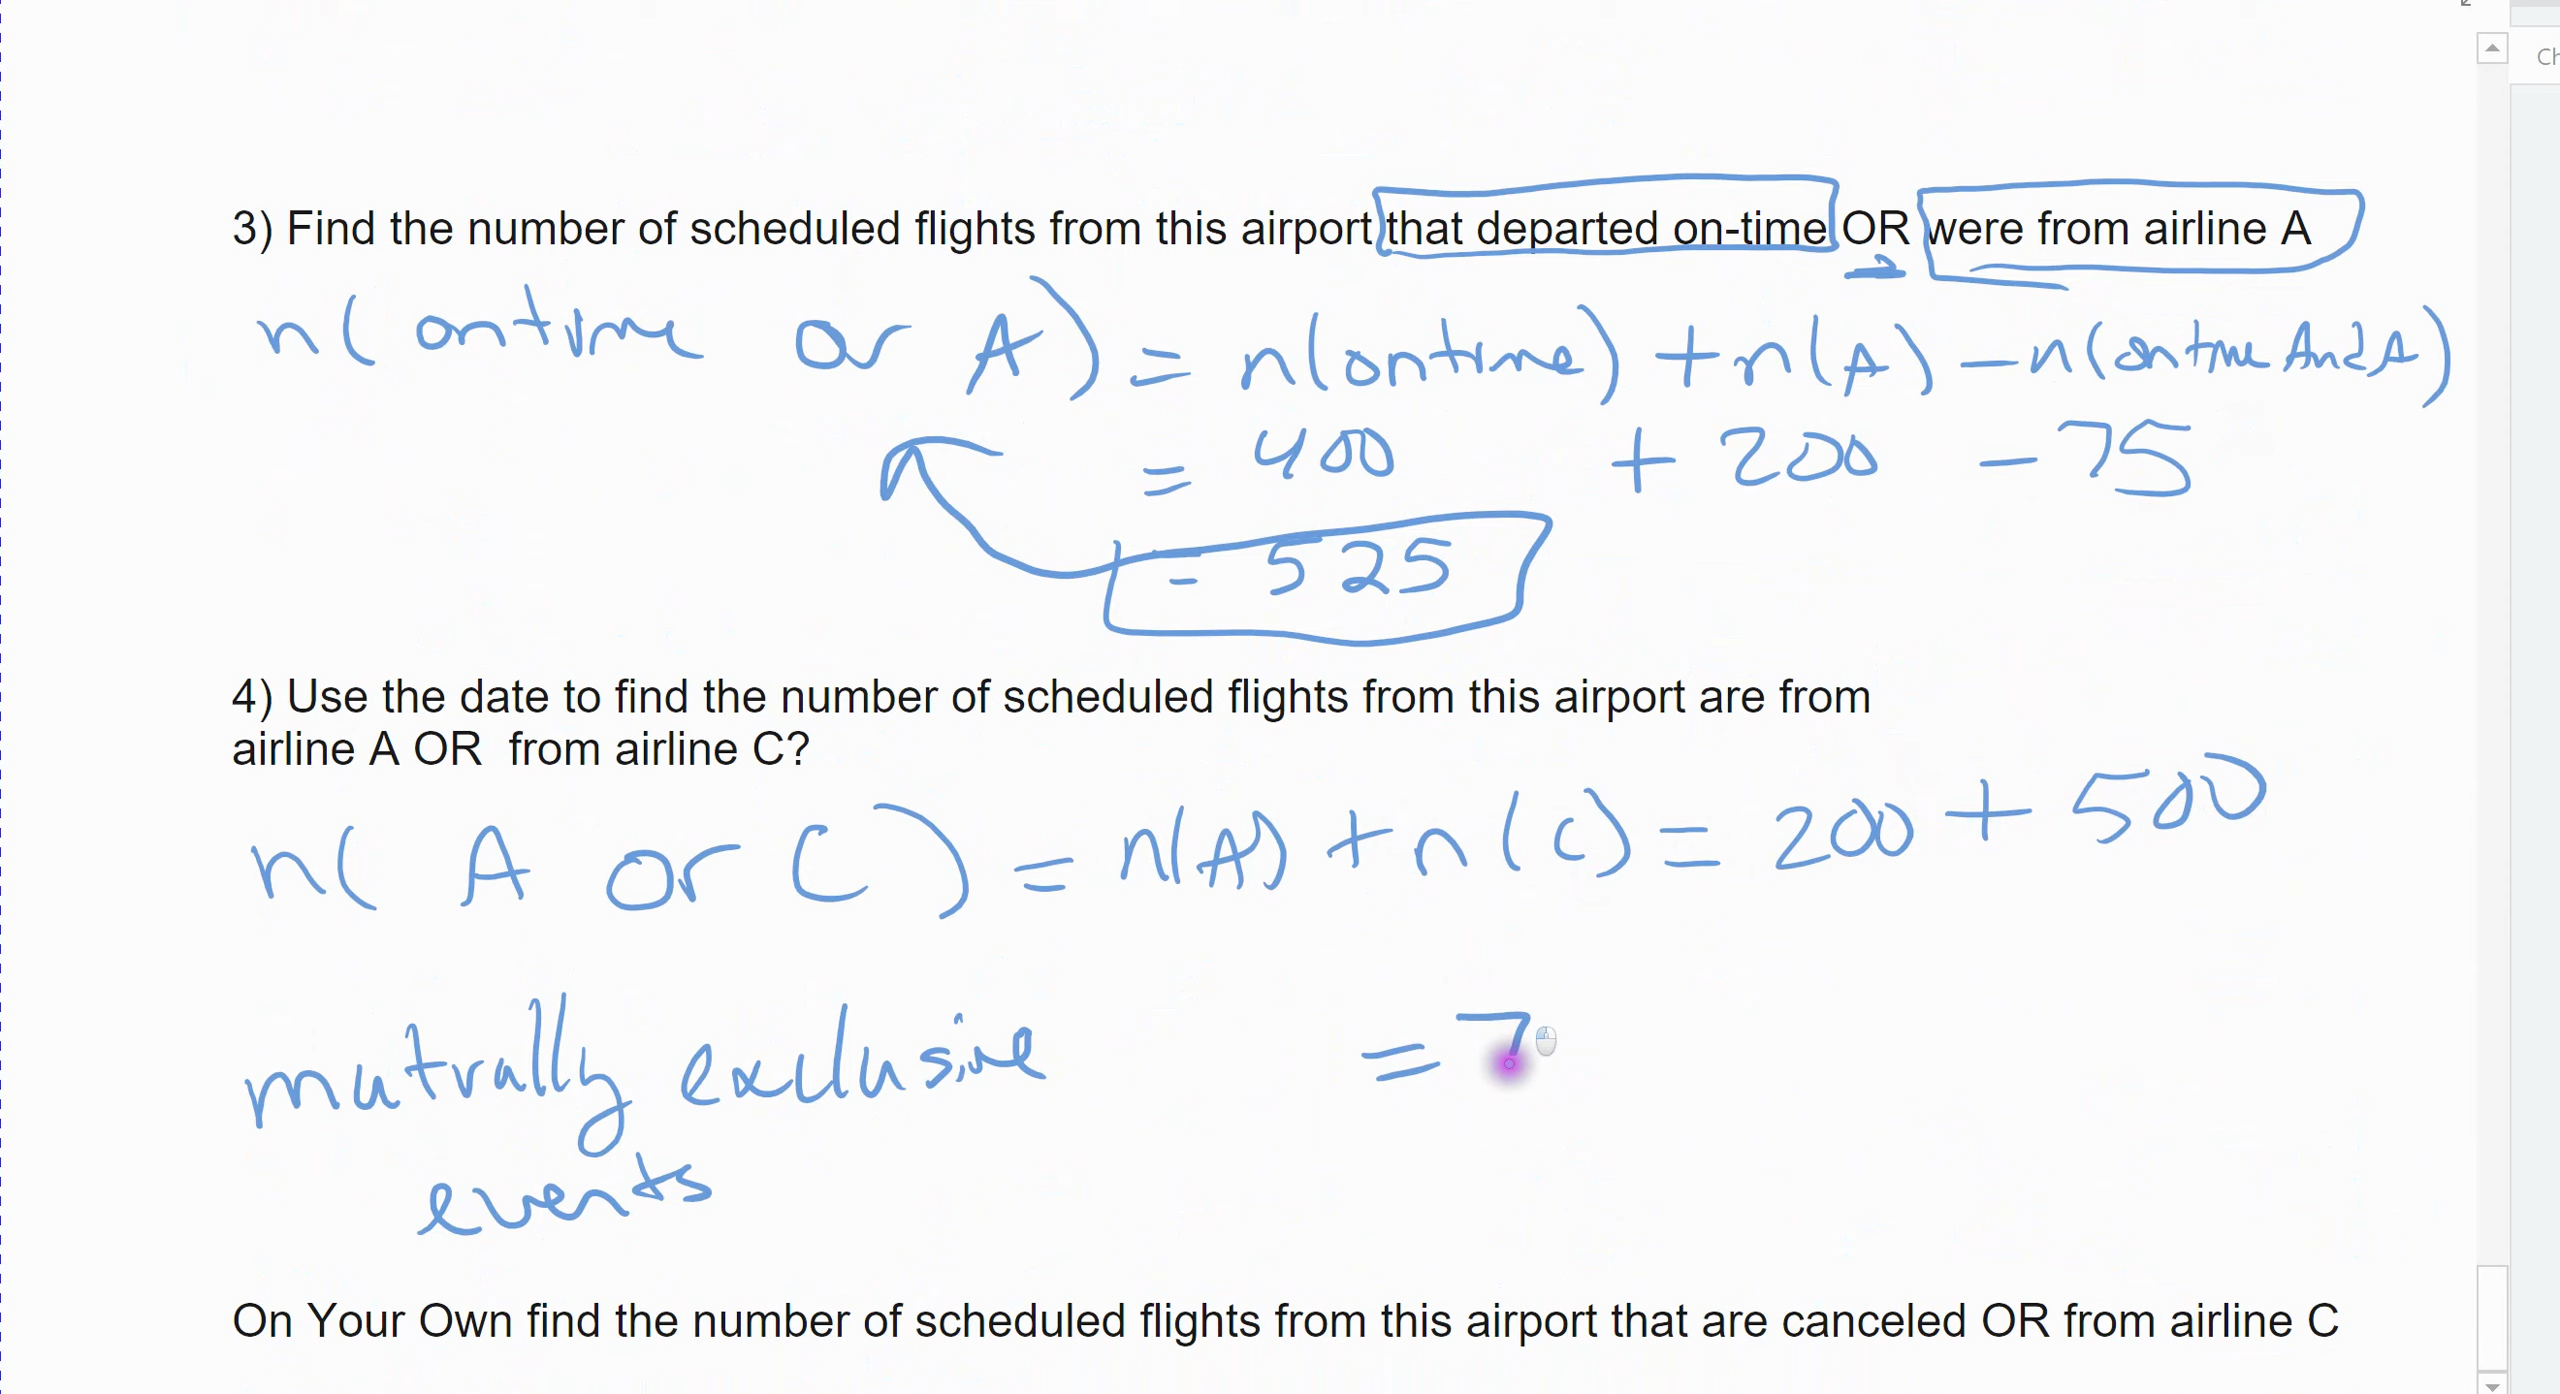 Ch
3) Find the number of scheduled flights from this airport that departed on-time OR were from airline A
n( ontime or A) = n(ontime) + n(A) - n(ontme And A)
= 400 + 200 - 75
= 525
4) Use the date to find the number of scheduled flights from this airport are from
airline A OR from airline C?
n( A or C ) = n(A) + n(C) = 200 + 500
mutually exclusive = 7
events
On Your Own find the number of scheduled flights from this airport that are canceled OR from airline C